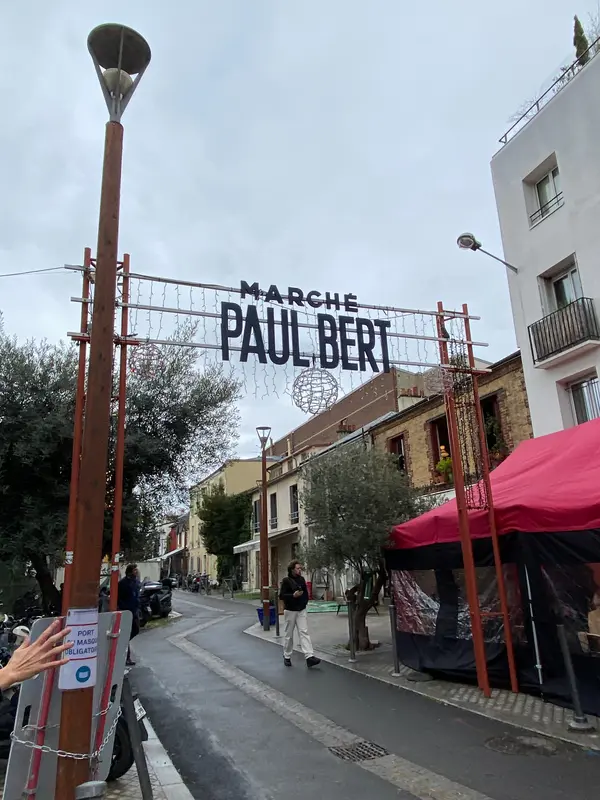 MARCHÉ
PAUL BERT
PORT
DU MASQUE
OBLIGATOIRE